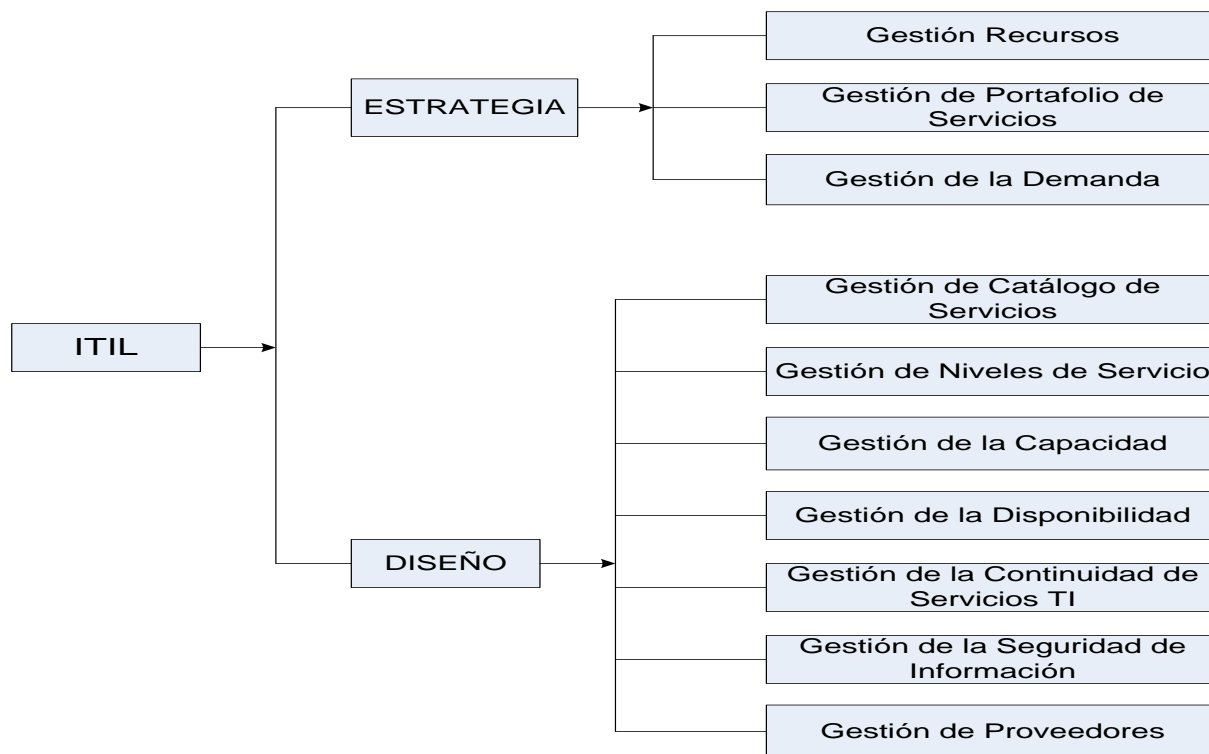 ITIL
ESTRATEGIA
Gestión Recursos
Gestión de Portafolio de
Servicios
Gestión de la Demanda
DISEÑO
Gestión de Catálogo de
Servicios
Gestión de Niveles de Servicio
Gestión de la Capacidad
Gestión de la Disponibilidad
Gestión de la Continuidad de
Servicios TI
Gestión de la Seguridad de
Información
Gestión de Proveedores